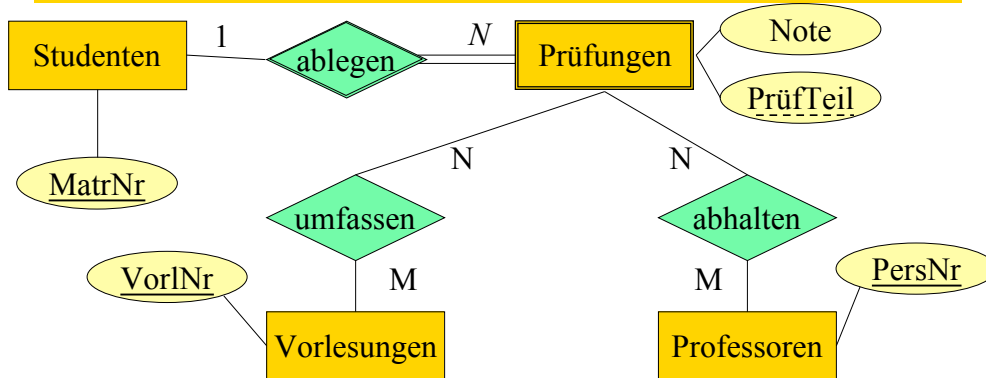 Note
1
N
Studenten
ablegen
Prüfungen
PrüfTeil
MatrNr
N
N
umfassen
abhalten
VorlNr
M
M
PersNr
Vorlesungen
Professoren